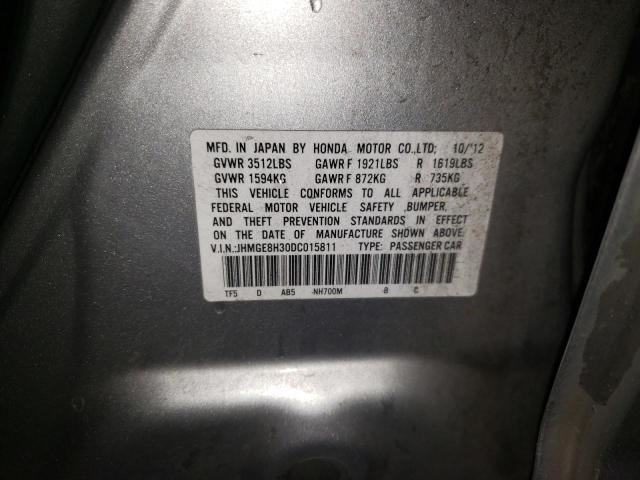 MFD. IN JAPAN BY HONDA MOTOR CO.,LTD; 10/'12
GVWR 3512LBS GAWR F 1921LBS R 1619LBS
GVWR 1594KG GAWR F 872KG R 735KG
THIS VEHICLE CONFORMS TO ALL APPLICABLE
FEDERAL MOTOR VEHICLE SAFETY ,BUMPER,
AND THEFT PREVENTION STANDARDS IN EFFECT
ON THE DATE OF MANUFACTURE SHOWN ABOVE.
V.I.N.:JHMGE8H30DC015811 TYPE: PASSENGER CAR
TF5 D AB5 -NH700M B C